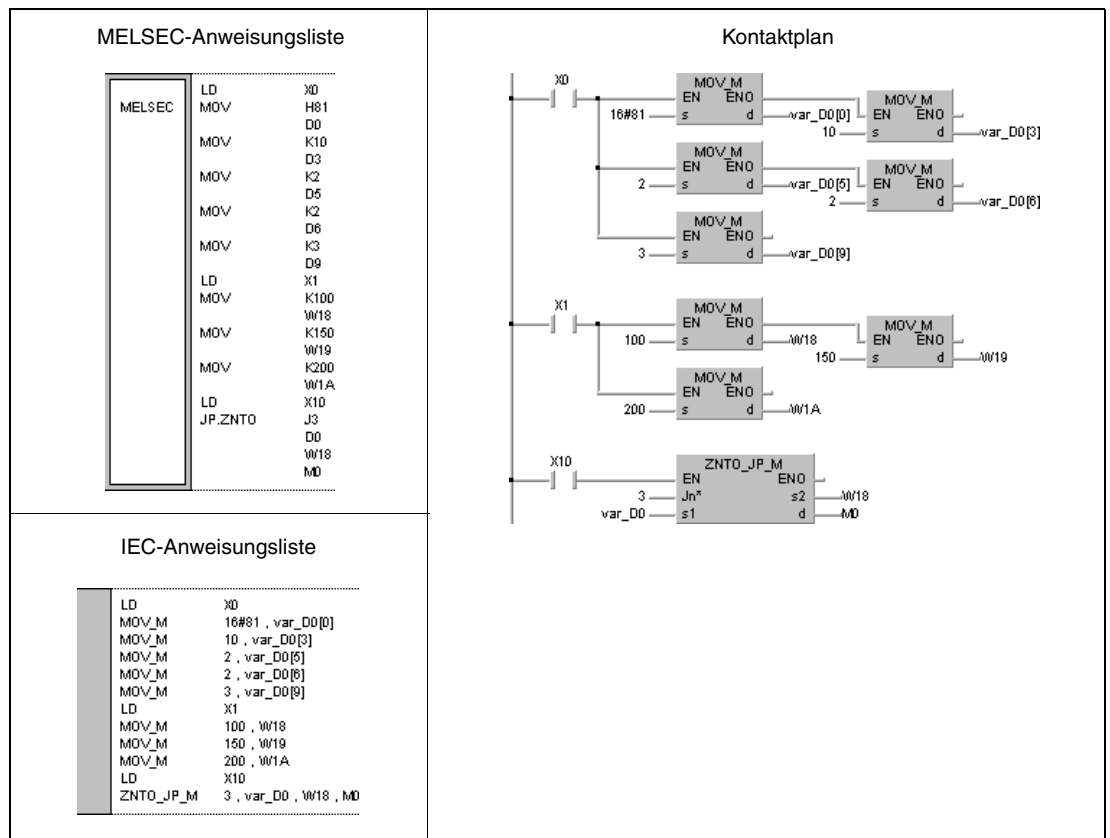 MELSEC-Anweisungsliste
MELSEC
LD X0
MOV H81
D0
MOV K10
D3
MOV K2
D5
MOV K2
D6
MOV K3
D9
LD X1
MOV K100
W18
MOV K150
W19
MOV K200
W1A
LD X10
JP.ZNTO J3
D0
W18
M0
IEC-Anweisungsliste
LD X0
MOV_M 16#81 , var_D0[0]
MOV_M 10 , var_D0[3]
MOV_M 2 , var_D0[5]
MOV_M 2 , var_D0[6]
MOV_M 3 , var_D0[9]
LD X1
MOV_M 100 , W18
MOV_M 150 , W19
MOV_M 200 , W1A
LD X10
ZNTO_JP_M 3 , var_D0 , W18 , M0
Kontaktplan
X0
MOV_M
EN ENO
16#81 s d var_D0[0]
MOV_M
EN ENO
10 s d var_D0[3]
MOV_M
EN ENO
2 s d var_D0[5]
MOV_M
EN ENO
2 s d var_D0[6]
MOV_M
EN ENO
3 s d var_D0[9]
X1
MOV_M
EN ENO
100 s d W18
MOV_M
EN ENO
150 s d W19
MOV_M
EN ENO
200 s d W1A
X10
ZNTO_JP_M
EN ENO
3 Jn* s2 W18
var_D0 s1 d M0